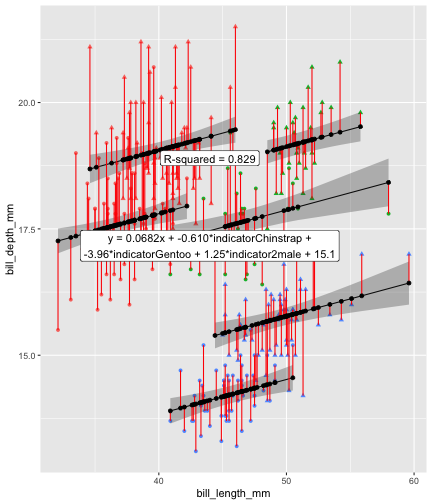 20.0
R-squared = 0.829
17.5
y = 0.0682x + -0.610*indicatorChinstrap +
-3.96*indicatorGentoo + 1.25*indicator2male + 15.1
15.0
bill_depth_mm
40
50
60
bill_length_mm